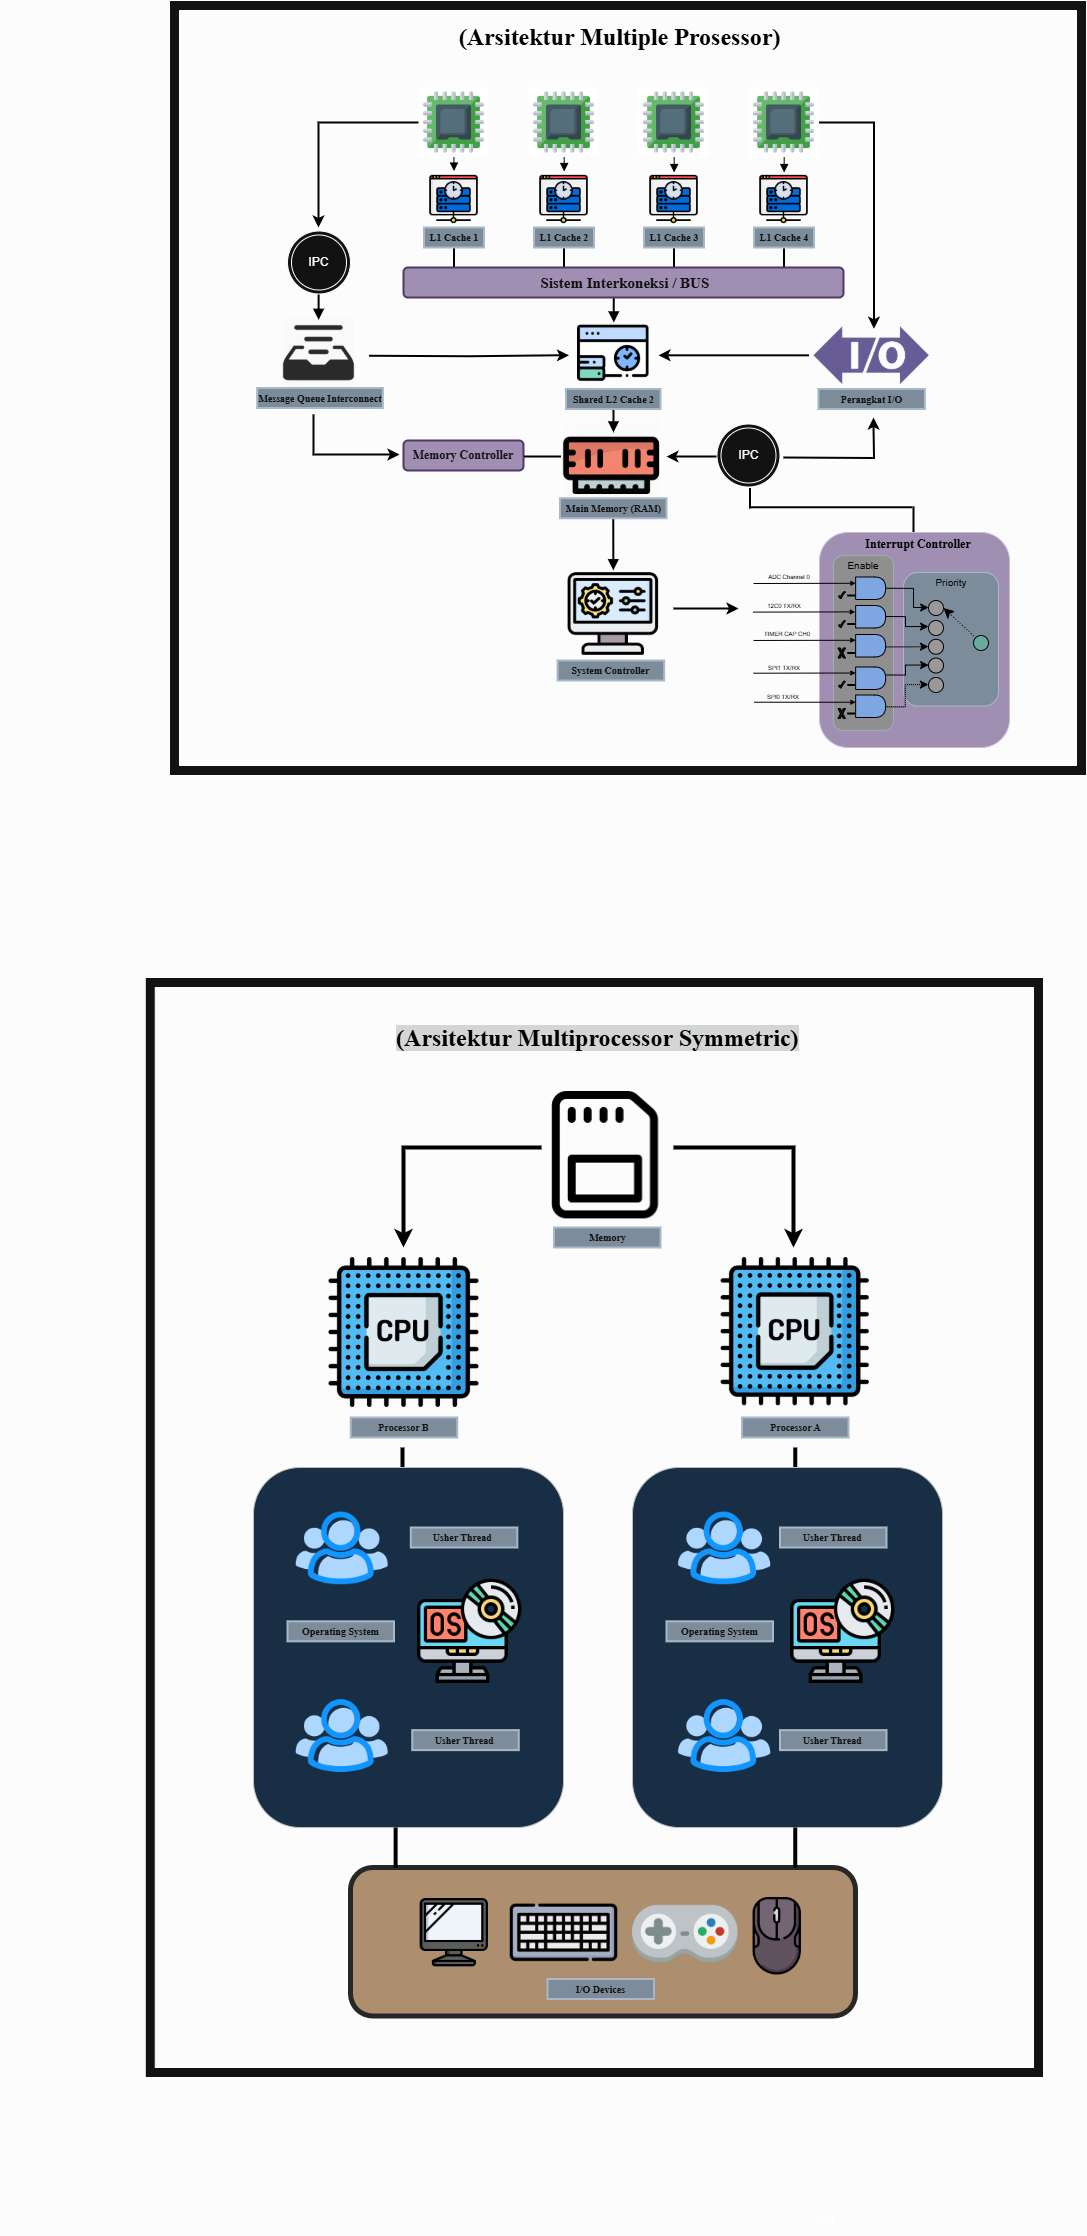 (Arsitektur Multiple Prosessor)
L1 Cache 1
L1 Cache 2
L1 Cache 3
L1 Cache 4
IPC
Sistem Interkoneksi / BUS
I/O
Message Queue Interconnect
Shared L2 Cache 2
Perangkat I/O
Memory Controller
IPC
Main Memory (RAM)
Interrupt Controller
Enable
Priority
ADC Channel 0
12C0 TX/RX
TIMER CAP CH0
SPI1 TX/RX
SPI0 TX/RX
System Controller
(Arsitektur Multiprocessor Symmetric)
Memory
CPU
CPU
Processor B
Processor A
Usher Thread
Usher Thread
OS
OS
Operating System
Operating System
Usher Thread
Usher Thread
1
I/O Devices